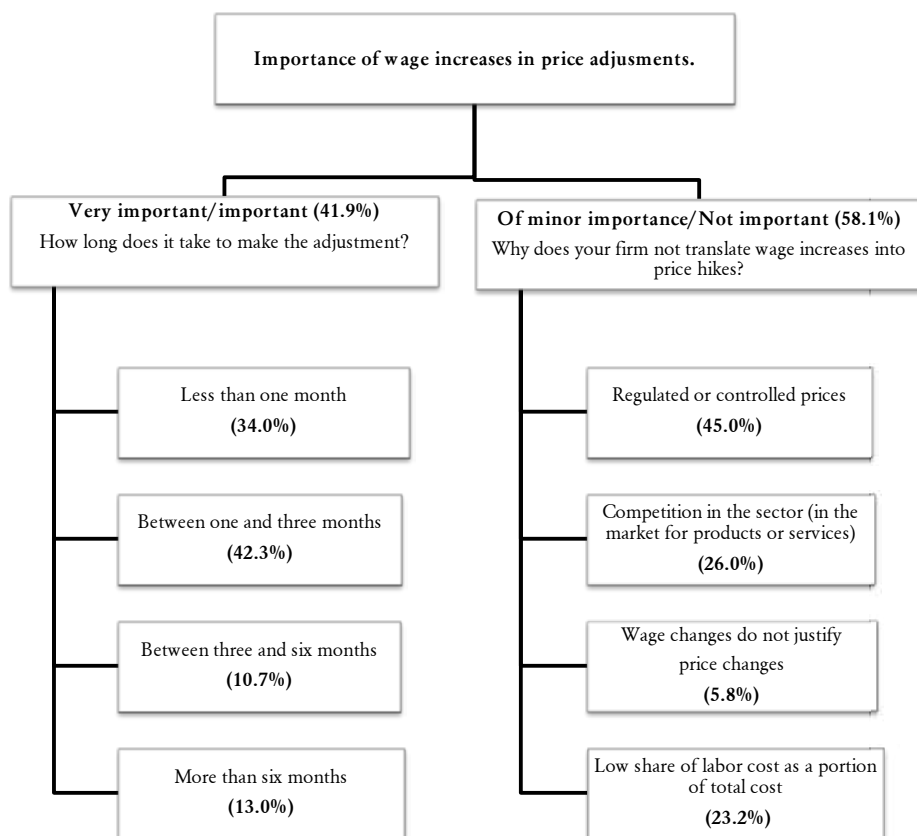 Importance of wage increases in price adjusments.
Very important/important (41.9%)
How long does it take to make the adjustment?
Of minor importance/Not important (58.1%)
Why does your firm not translate wage increases into
price hikes?
Less than one month
(34.0%)
Between one and three months
(42.3%)
Between three and six months
(10.7%)
More than six months
(13.0%)
Regulated or controlled prices
(45.0%)
Competition in the sector (in the
market for products or services)
(26.0%)
Wage changes do not justify
price changes
(5.8%)
Low share of labor cost as a portion
of total cost
(23.2%)